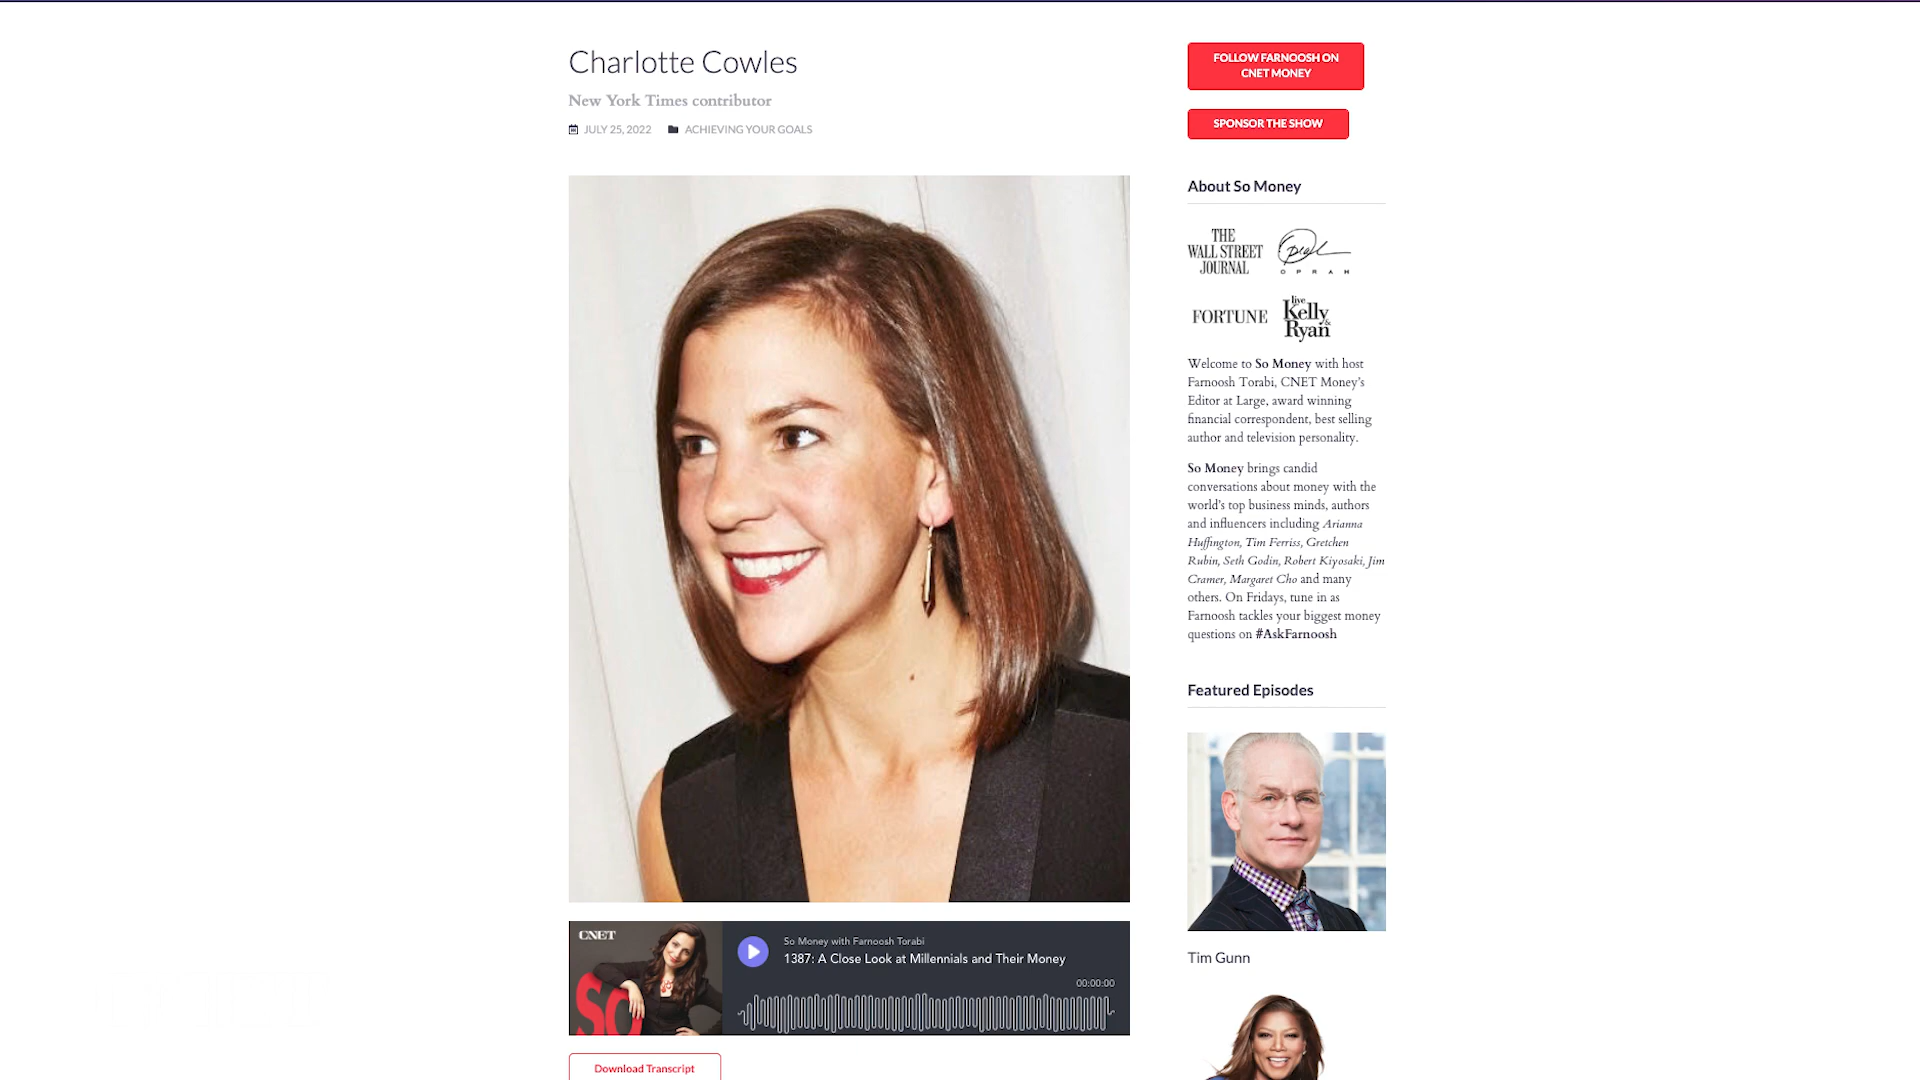 Charlotte Cowles
New York Times contributor
JULY 25, 2022
ACHIEVING YOUR GOALS
CNET
So
So Money with Farnoosh Torabi
1387: A Close Look at Millennials and Their Money
00:00:00
Download Transcript
FOLLOW FARNOOSH ON
CNET MONEY
SPONSOR THE SHOW
About So Money
THE
WALL STREET
JOURNAL
Oprah
OPRAH
FORTUNE
live
Kelly
&
Ryan
Welcome to So Money with host
Farnoosh Torabi, CNET Money's
Editor at Large, award winning
financial correspondent, best selling
author and television personality.
So Money brings candid
conversations about money with the
world's top business minds, authors
and influencers including Arianna
Huffington, Tim Ferriss, Gretchen
Rubin, Seth Godin, Robert Kiyosaki, Jim
Cramer, Margaret Cho and many
others. On Fridays, tune in as
Farnoosh tackles your biggest money
questions on #AskFarnoosh
Featured Episodes
Tim Gunn